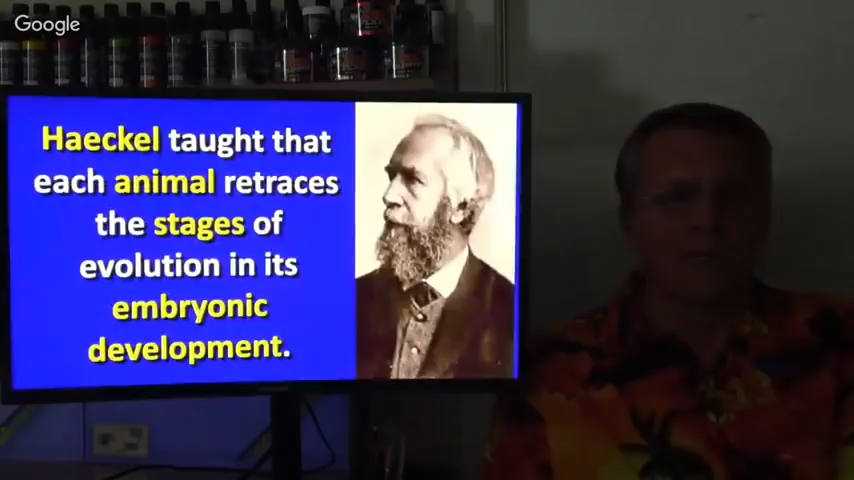 Google
Haeckel taught that
each animal retraces
the stages of
evolution in its
embryonic
development.